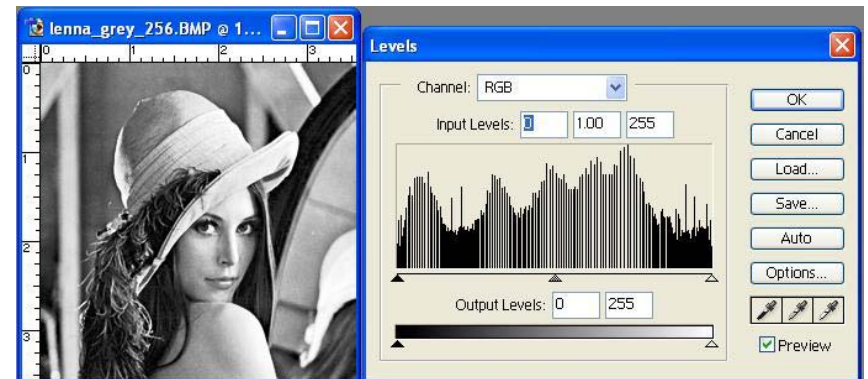 lenna_grey_256.BMP @ 1...
0 1 2 3
0
1
2
3
Levels
Channel: RGB
Input Levels: 0 1.00 255
Output Levels: 0 255
OK
Cancel
Load...
Save...
Auto
Options...
Preview